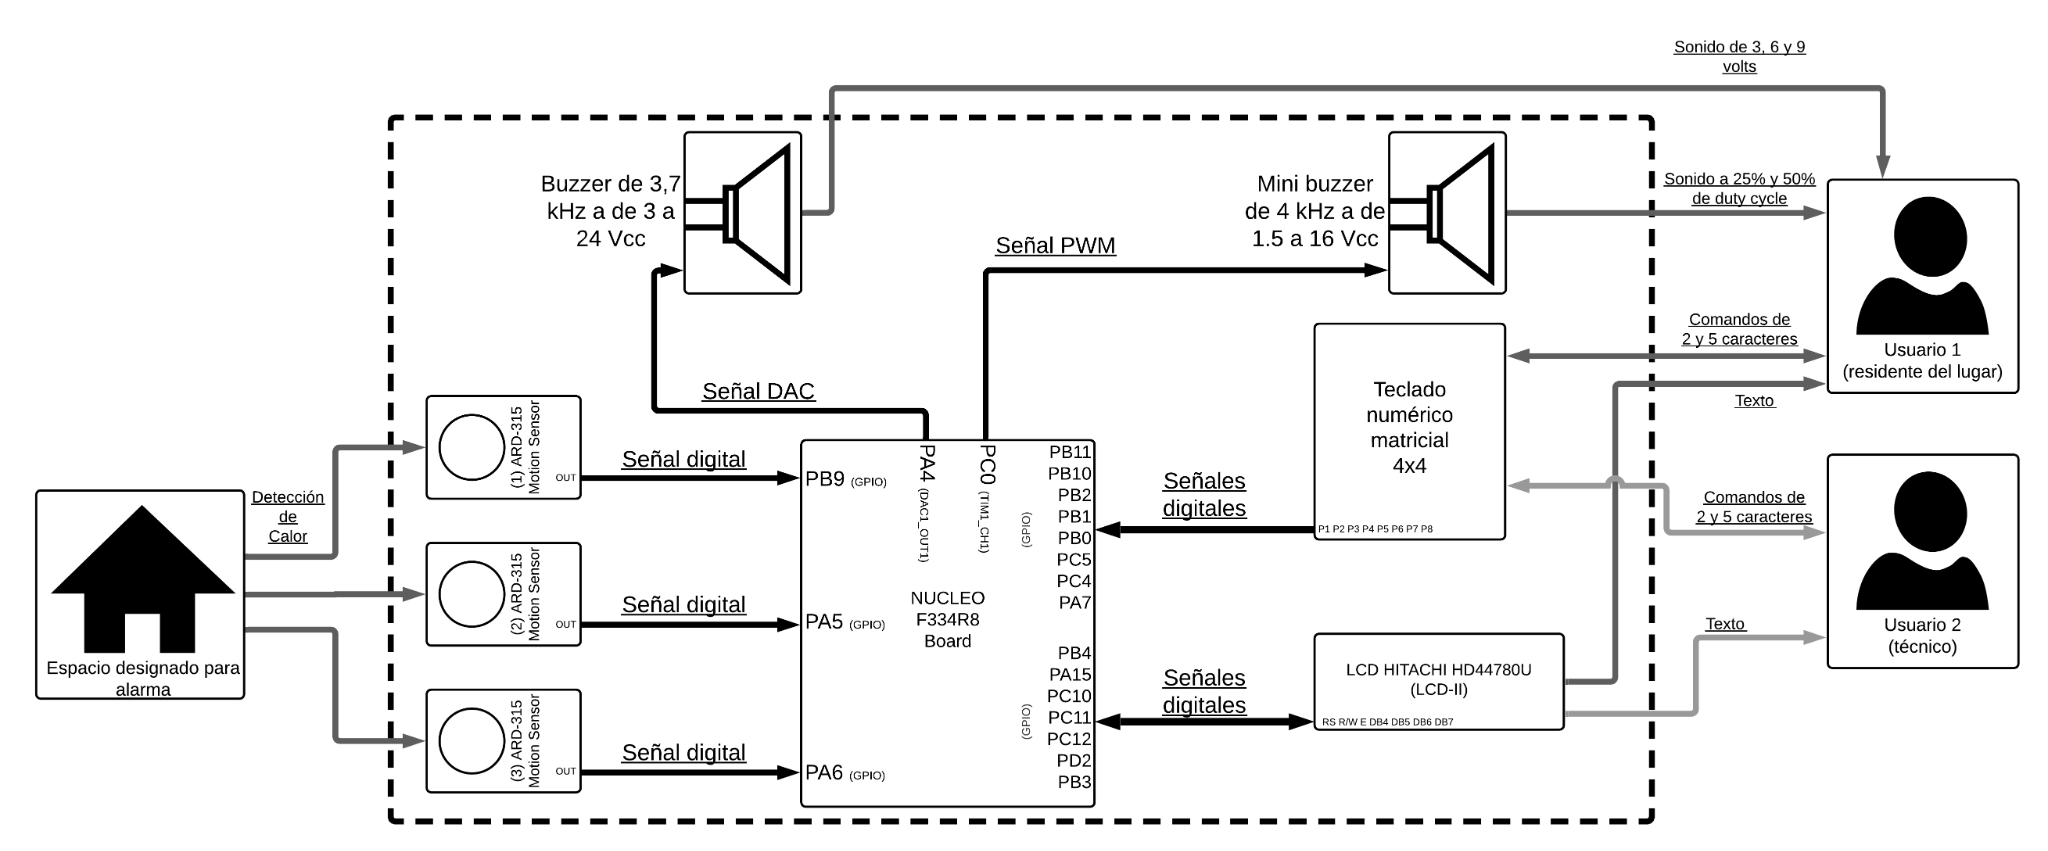 Sonido de 3, 6 y 9
volts
Buzzer de 3,7
kHz a de 3 a
24 Vcc
Mini buzzer
de 4 kHz a de
1.5 a 16 Vcc
Sonido a 25% y 50%
de duty cycle
Señal PWM
Señal DAC
Usuario 1
(residente del lugar)
Comandos de
2 y 5 caracteres
Texto
Teclado
numérico
matricial
4x4
P1 P2 P3 P4 P5 P6 P7 P8
(1) ARD-315
Motion Sensor
OUT
Señal digital
PB9 (GPIO)
PA4 (DAC1_OUT1)
PC0 (TIM1_CH1)
PB11
PB10
PB2
PB1
PB0
PC5
PC4
PA7
(GPIO)
Señales
digitales
Comandos de
2 y 5 caracteres
Detección
de
Calor
Espacio designado para
alarma
(2) ARD-315
Motion Sensor
OUT
Señal digital
PA5 (GPIO)
NUCLEO
F334R8
Board
Usuario 2
(técnico)
Texto
PB4
PA15
PC10
PC11
PC12
PD2
PB3
(GPIO)
Señales
digitales
LCD HITACHI HD44780U
(LCD-II)
RS R/W E DB4 DB5 DB6 DB7
(3) ARD-315
Motion Sensor
OUT
Señal digital
PA6 (GPIO)